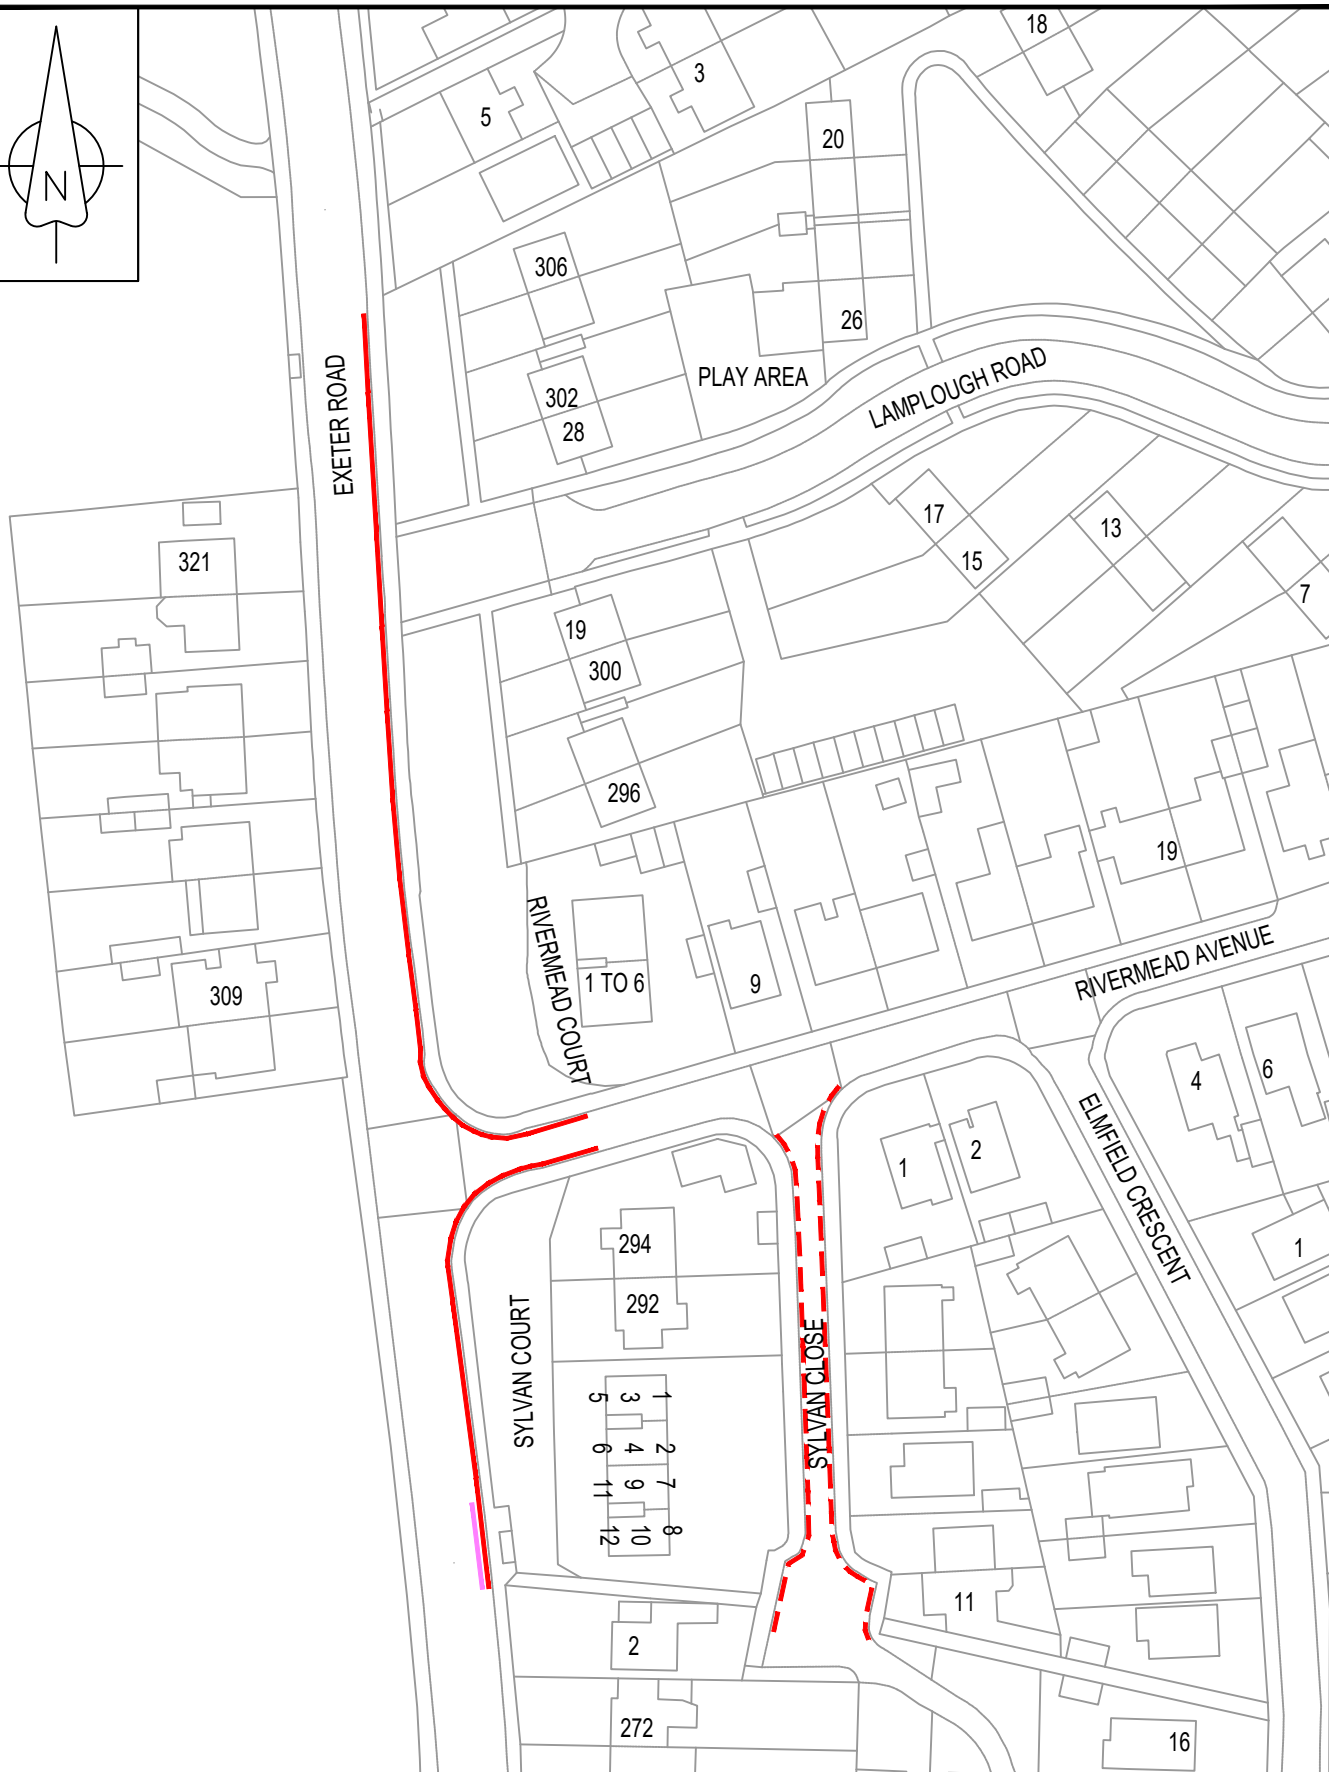 18
3
5
20
N
306
26
EXETER ROAD
PLAY AREA
LAMPLOUGH ROAD
302
28
17
13
321
15
7
19
300
296
19
RIVERMEAD COURT
1 TO 6
9
RIVERMEAD AVENUE
309
4
6
ELMFIELD CRESCENT
1
2
294
1
292
SYLVAN COURT
SYLVAN CLOSE
5 3 1
6 4 2
11 9 7
12 10 8
11
2
272
16